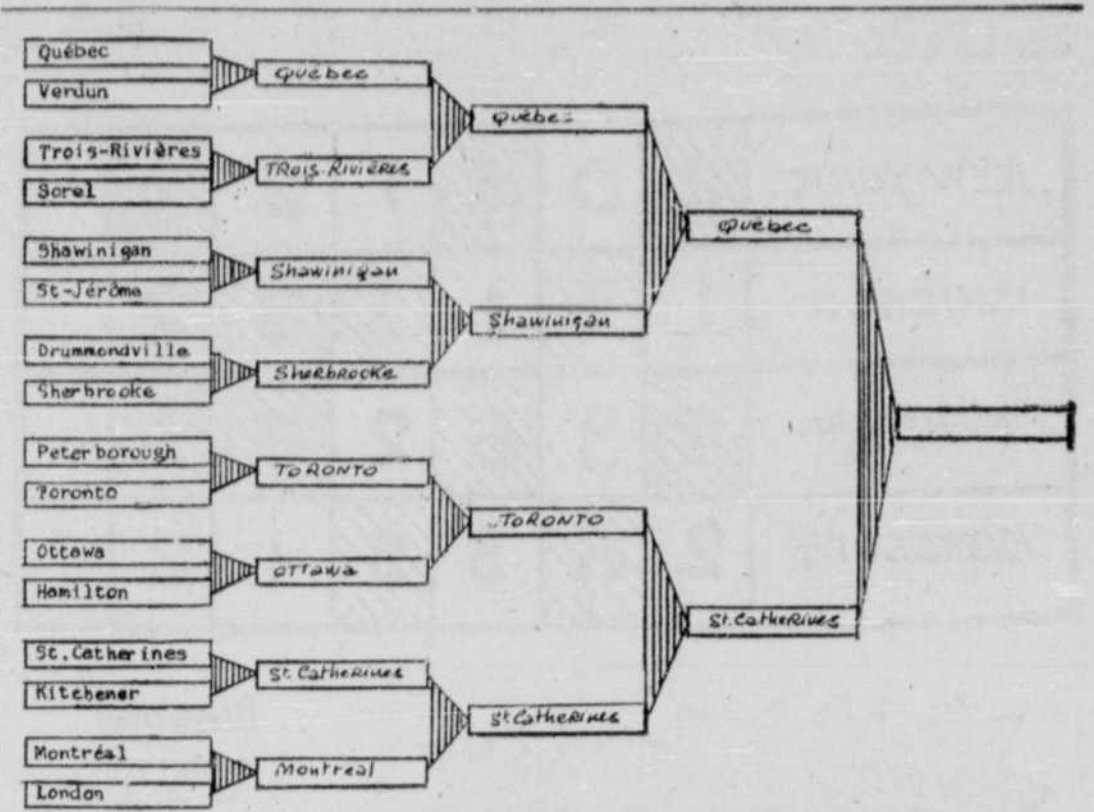 Québec
Verdun
Trois-Rivières
Sorel
Shawinigan
St-Jérôme
Drummondville
Sherbrooke
Peterborough
Toronto
Ottawa
Hamilton
St.Catherines
Kitchener
Montréal
London
Québec
TRois-RivièRes
Shawinigan
SheRbrooke
ToRONTO
OTTawa
St.CatheRines
Montreal
Québec
Shawinigan
ToRONTO
St.CatheRines
Québec
St.CatheRines